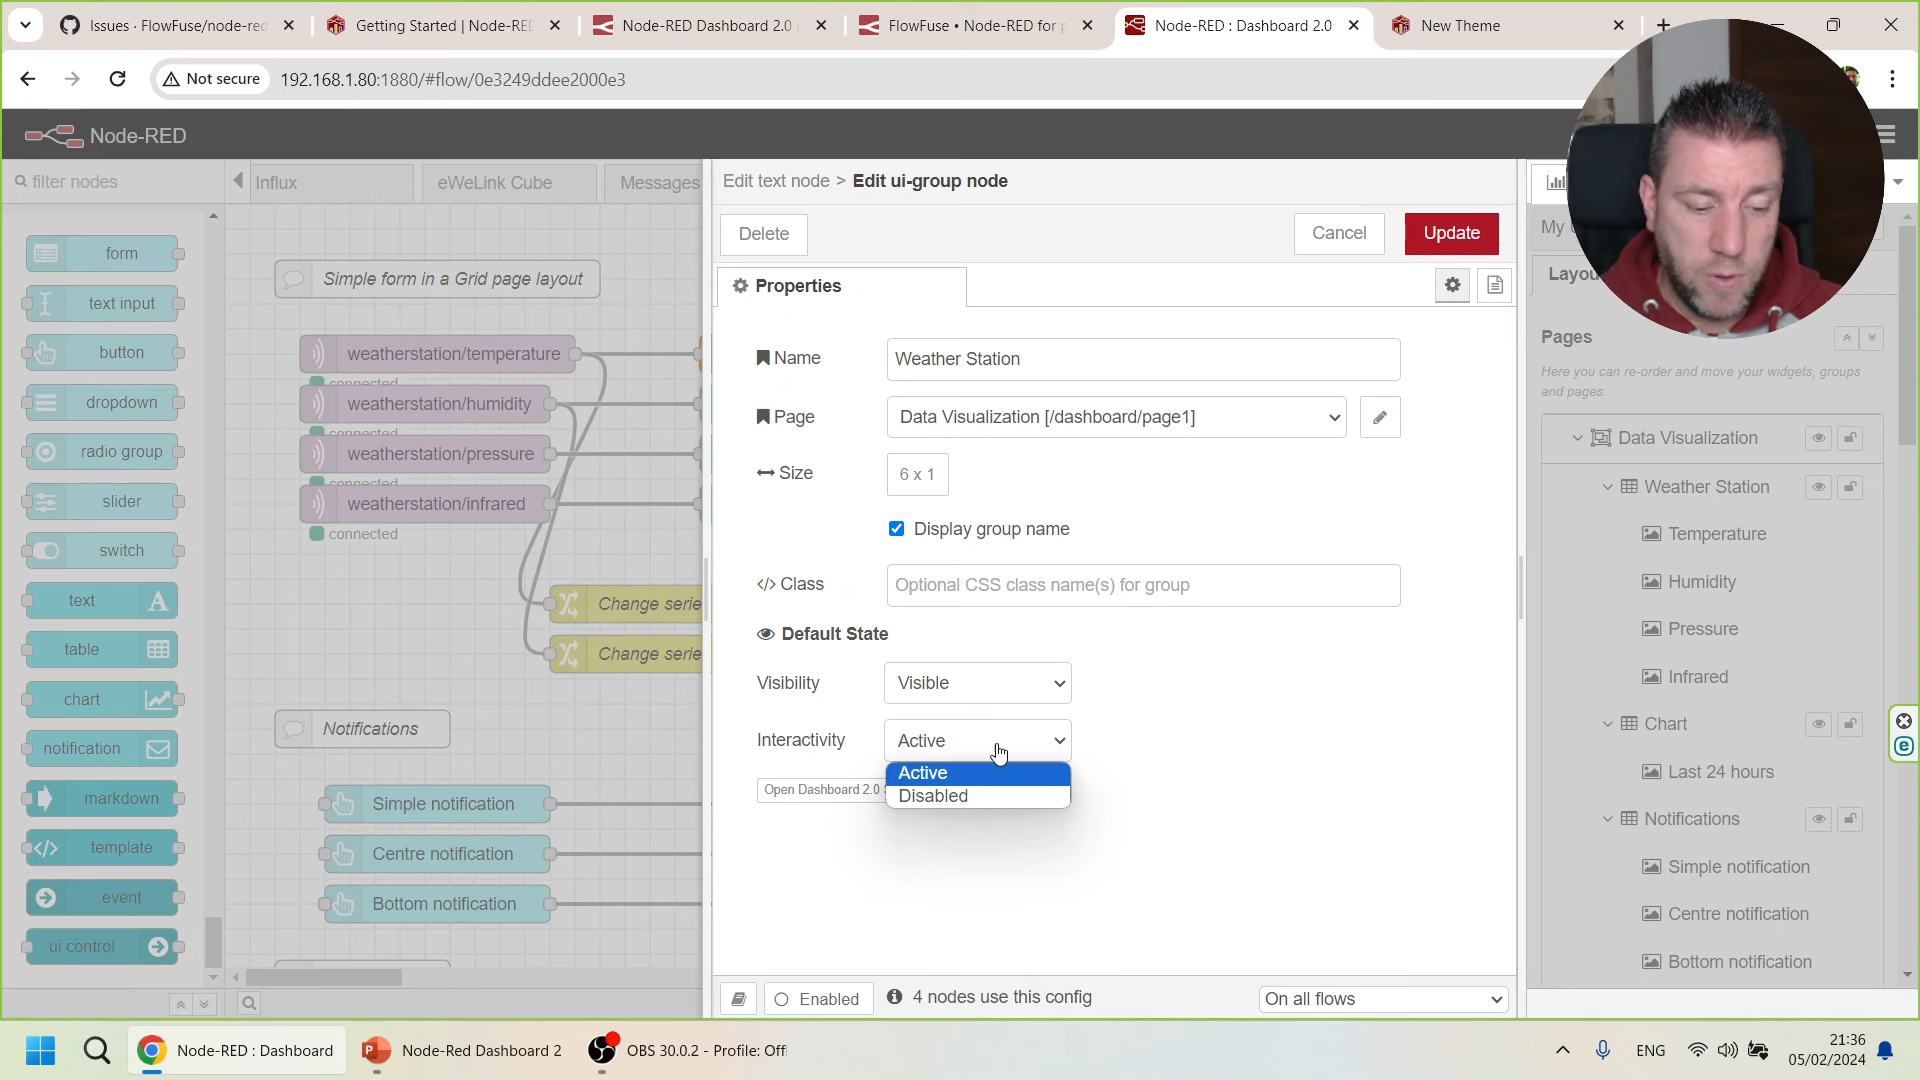 Issues · FlowFuse/node-red
Getting Started | Node-RED
Node-RED Dashboard 2.0
FlowFuse • Node-RED for p
Node-RED : Dashboard 2.0
New Theme
Not secure
192.168.1.80:1880/#flow/0e3249ddee2000e3
Node-RED
filter nodes
Influx
eWeLink Cube
Messages
Edit text node > Edit ui-group node
Delete
Cancel
Update
Properties
Name
Weather Station
Page
Data Visualization [/dashboard/page1]
Size
6 x 1
Display group name
</> Class
Optional CSS class name(s) for group
Default State
Visibility
Visible
Interactivity
Active
Active
Disabled
Open Dashboard 2.0
Enabled
4 nodes use this config
On all flows
form
text input
button
dropdown
radio group
slider
switch
text
table
chart
notification
markdown
template
event
ui control
Simple form in a Grid page layout
weatherstation/temperature
connected
weatherstation/humidity
connected
weatherstation/pressure
connected
weatherstation/infrared
connected
Change serie
Change serie
Notifications
Simple notification
Centre notification
Bottom notification
My
Layou
Pages
Here you can re-order and move your widgets, groups
and pages.
Data Visualization
Weather Station
Temperature
Humidity
Pressure
Infrared
Chart
Last 24 hours
Notifications
Simple notification
Centre notification
Bottom notification
Node-RED : Dashboard
Node-Red Dashboard 2
OBS 30.0.2 - Profile: Offi
ENG
21:36
05/02/2024